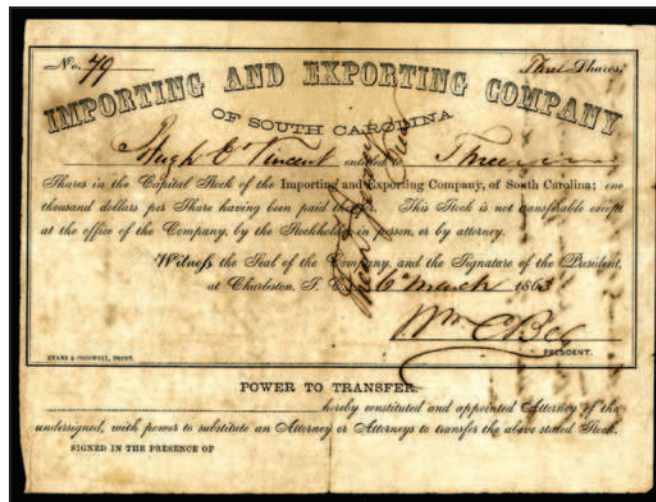 No. 79 Three Shares,
IMPORTING AND EXPORTING COMPANY
OF SOUTH CAROLINA
Hugh E Vincent entitled to Three
Shares in the Capital Stock of the Importing and Exporting Company, of South Carolina; one
thousand dollars per Share having been paid thereon. This Stock is not transferable except
at the office of the Company, by the Stockholder in person, or by attorney.
Witness the Seal of the Company, and the Signature of the President,
at Charleston, S. C. 6 March 1863
Wm C Bee
PRESIDENT.
EVANS & COGSWELL, PRINT.
POWER TO TRANSFER.
hereby constituted and appointed Attorney of the
undersigned, with power to substitute an Attorney or Attorneys to transfer the above stated Stock.
SIGNED IN THE PRESENCE OF